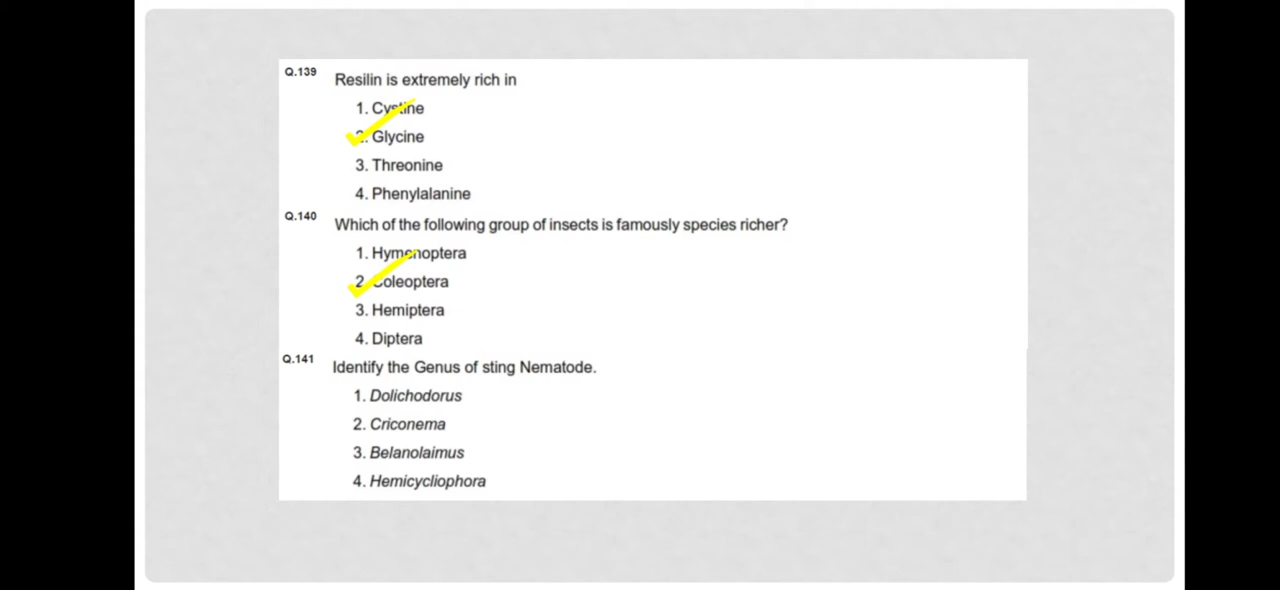 Q.139 Resilin is extremely rich in
1. Cystine
2. Glycine
3. Threonine
4. Phenylalanine
Q.140 Which of the following group of insects is famously species richer?
1. Hymenoptera
2. Coleoptera
3. Hemiptera
4. Diptera
Q.141 Identify the Genus of sting Nematode.
1. Dolichodorus
2. Criconema
3. Belanolaimus
4. Hemicycliophora